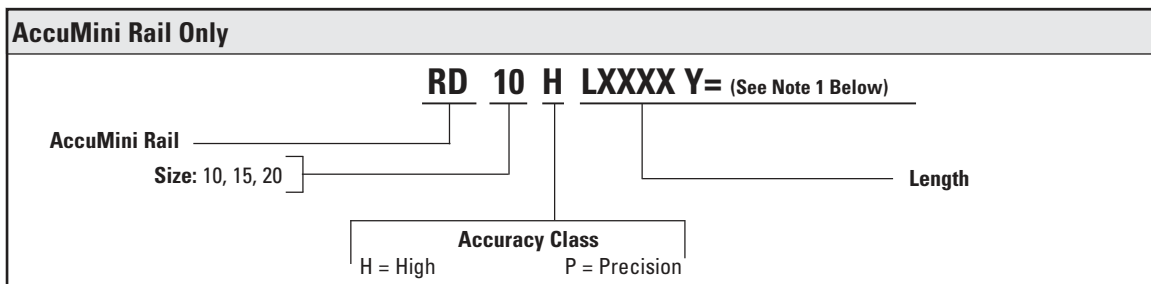 AccuMini Rail Only
RD 10 H LXXXX Y= (See Note 1 Below)
AccuMini Rail
Size: 10, 15, 20
Length
Accuracy Class
H = High P = Precision